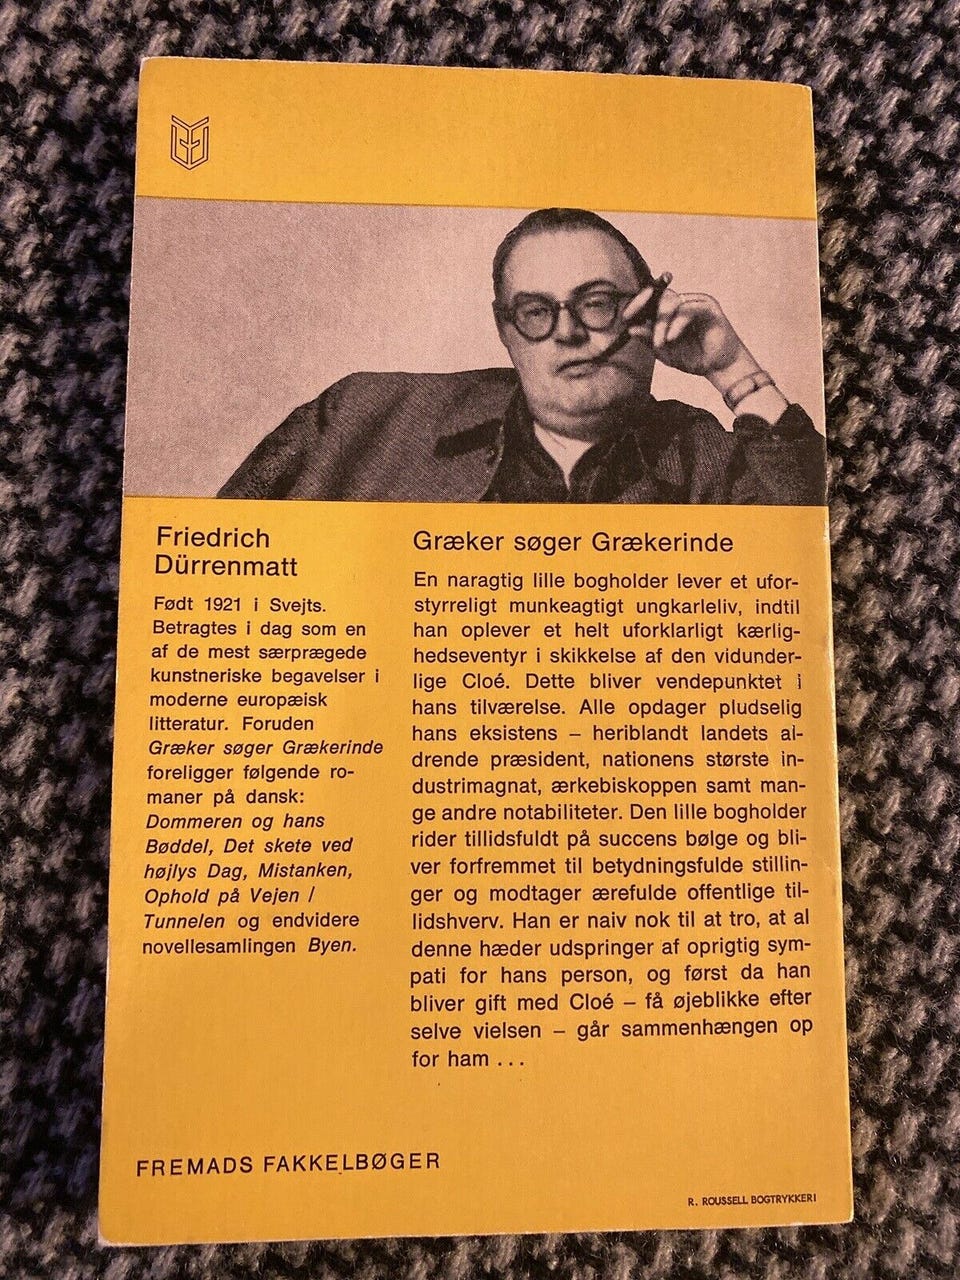 Friedrich
Dürrenmatt
Født 1921 i Svejts.
Betragtes i dag som en
af de mest særprægede
kunstneriske begavelser i
moderne europæisk
litteratur. Foruden
Græker søger Grækerinde
foreligger følgende ro-
maner på dansk:
Dommeren og hans
Bøddel, Det skete ved
højlys Dag, Mistanken,
Ophold på Vejen /
Tunnelen og endvidere
novellesamlingen Byen.
Græker søger Grækerinde
En naragtig lille bogholder lever et ufor-
styrreligt munkeagtigt ungkarleliv, indtil
han oplever et helt uforklarligt kærlig-
hedseventyr i skikkelse af den vidunder-
lige Cloé. Dette bliver vendepunktet i
hans tilværelse. Alle opdager pludselig
hans eksistens – heriblandt landets al-
drende præsident, nationens største in-
dustrimagnat, ærkebiskoppen samt man-
ge andre notabiliteter. Den lille bogholder
rider tillidsfuldt på succens bølge og bli-
ver forfremmet til betydningsfulde stillin-
ger og modtager ærefulde offentlige til-
lidshverv. Han er naiv nok til at tro, at al
denne hæder udspringer af oprigtig sym-
pati for hans person, og først da han
bliver gift med Cloé – få øjeblikke efter
selve vielsen – går sammenhængen op
for ham ...
FREMADS FAKKELBØGER
R. ROUSSELL BOGTRYKKERI